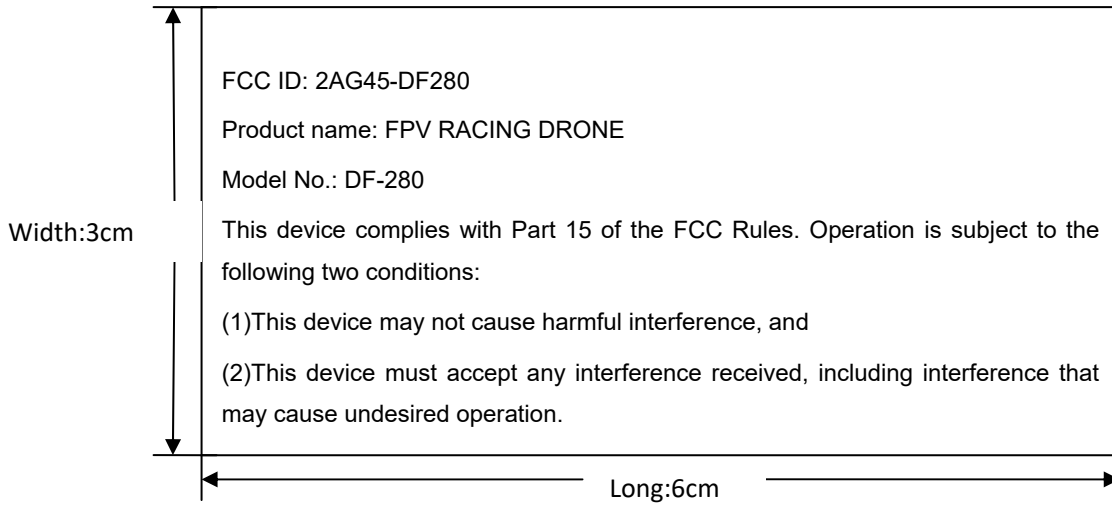 FCC ID: 2AG45-DF280
Product name: FPV RACING DRONE
Model No.: DF-280
Width:3cm
This device complies with Part 15 of the FCC Rules. Operation is subject to the
following two conditions:
(1)This device may not cause harmful interference, and
(2)This device must accept any interference received, including interference that
may cause undesired operation.
Long:6cm